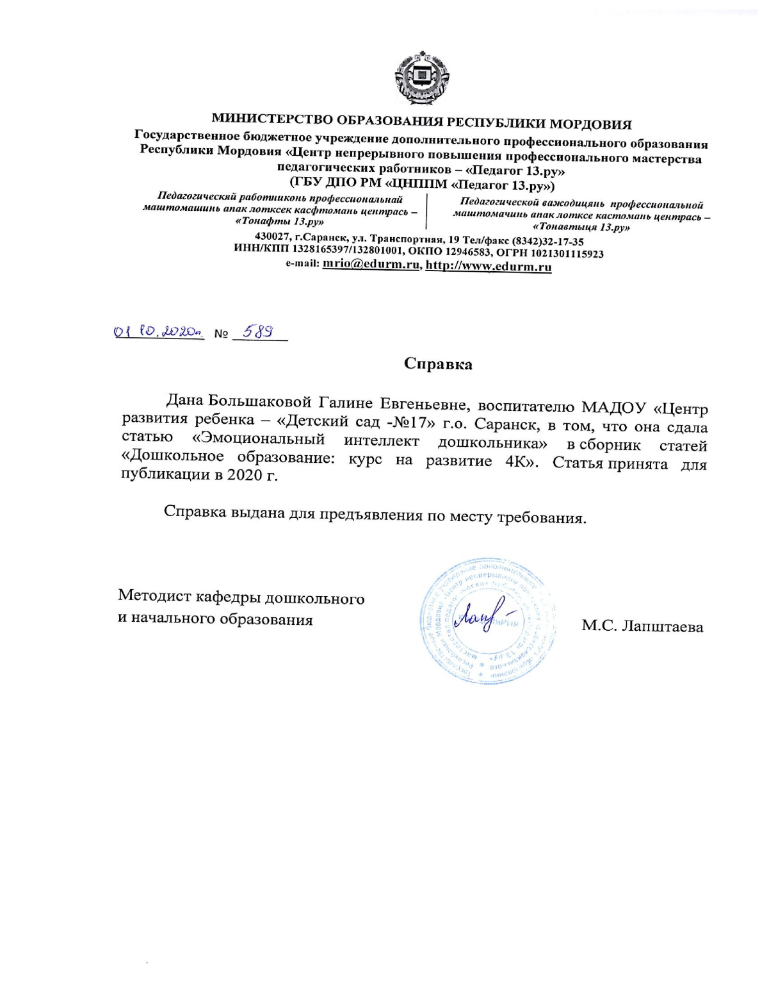 МИНИСТЕРСТВО ОБРАЗОВАНИЯ РЕСПУБЛИКИ МОРДОВИЯ
Государственное бюджетное учреждение дополнительного профессионального образования
Республики Мордовия «Центр непрерывного повышения профессионального мастерства
педагогических работников – «Педагог 13.ру»
(ГБУ ДПО РМ «ЦНППМ «Педагог 13.ру»)
Педагогическяй работниконь профессиональнай
маштомашинь апак лотксек касфтомань центрась –
«Тонафты 13.ру»
Педагогической важодицянь профессиональной
маштомачинь апак лотксе кастомань центрась –
«Тонавтыця 13.ру»
430027, г.Саранск, ул. Транспортная, 19 Тел/факс (8342)32-17-35
ИНН/КПП 1328165397/132801001, ОКПО 12946583, ОГРН 1021301115923
e-mail: mrio@edurm.ru, http://www.edurm.ru
01 10.2020г. № 589
Справка
Дана Большаковой Галине Евгеньевне, воспитателю МАДОУ «Центр
развития ребенка – «Детский сад -№17» г.о. Саранск, в том, что она сдала
статью «Эмоциональный интеллект дошкольника» в сборник статей
«Дошкольное образование: курс на развитие 4К». Статья принята для
публикации в 2020 г.
Справка выдана для предъявления по месту требования.
Методист кафедры дошкольного
и начального образования
М.С. Лапштаева